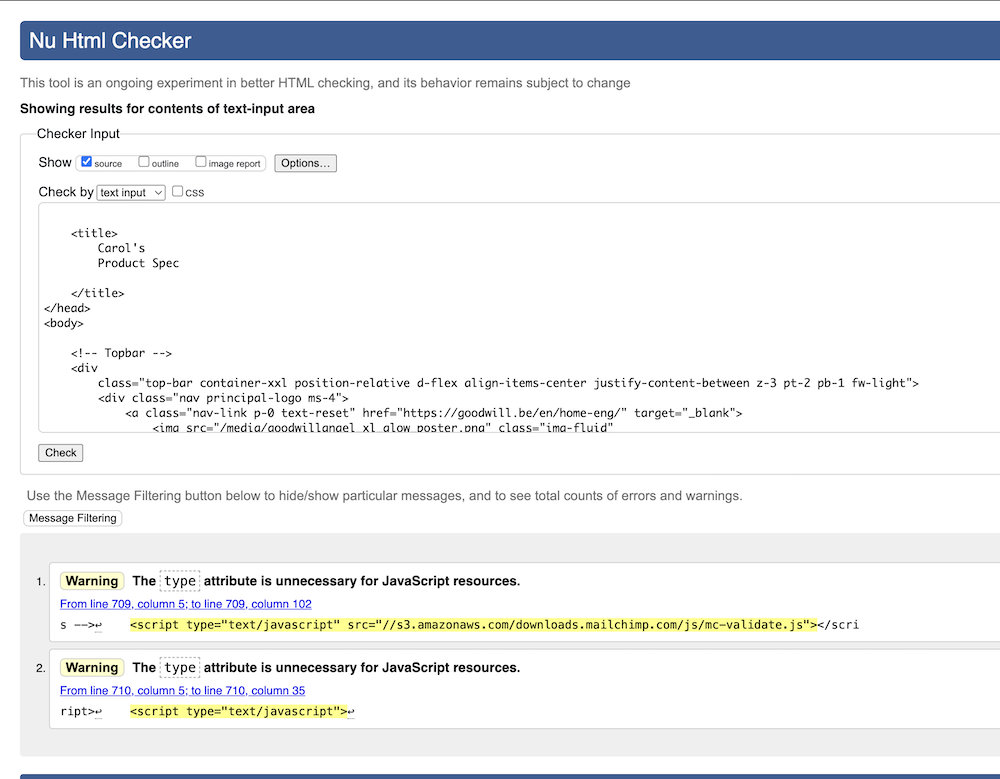 Nu Html Checker
This tool is an ongoing experiment in better HTML checking, and its behavior remains subject to change
Showing results for contents of text-input area
Checker Input
Show source outline image report Options...
Check by text input css
<title>
Carol's
Product Spec
</title>
</head>
<body>
<!-- Topbar -->
<div
class="top-bar container-xxl position-relative d-flex align-items-center justify-content-between z-3 pt-2 pb-1 fw-light">
<div class="nav principal-logo ms-4">
<a class="nav-link p-0 text-reset" href="https://goodwill.be/en/home-eng/" target="_blank">
<img src="/media/goodwillangel_xl_glow_poster.png" class="img-fluid"
Check
Use the Message Filtering button below to hide/show particular messages, and to see total counts of errors and warnings.
Message Filtering
1. Warning The type attribute is unnecessary for JavaScript resources.
From line 709, column 5; to line 709, column 102
s -->↩ <script type="text/javascript" src="//s3.amazonaws.com/downloads.mailchimp.com/js/mc-validate.js"></scri
2. Warning The type attribute is unnecessary for JavaScript resources.
From line 710, column 5; to line 710, column 35
ript>↩ <script type="text/javascript">↩